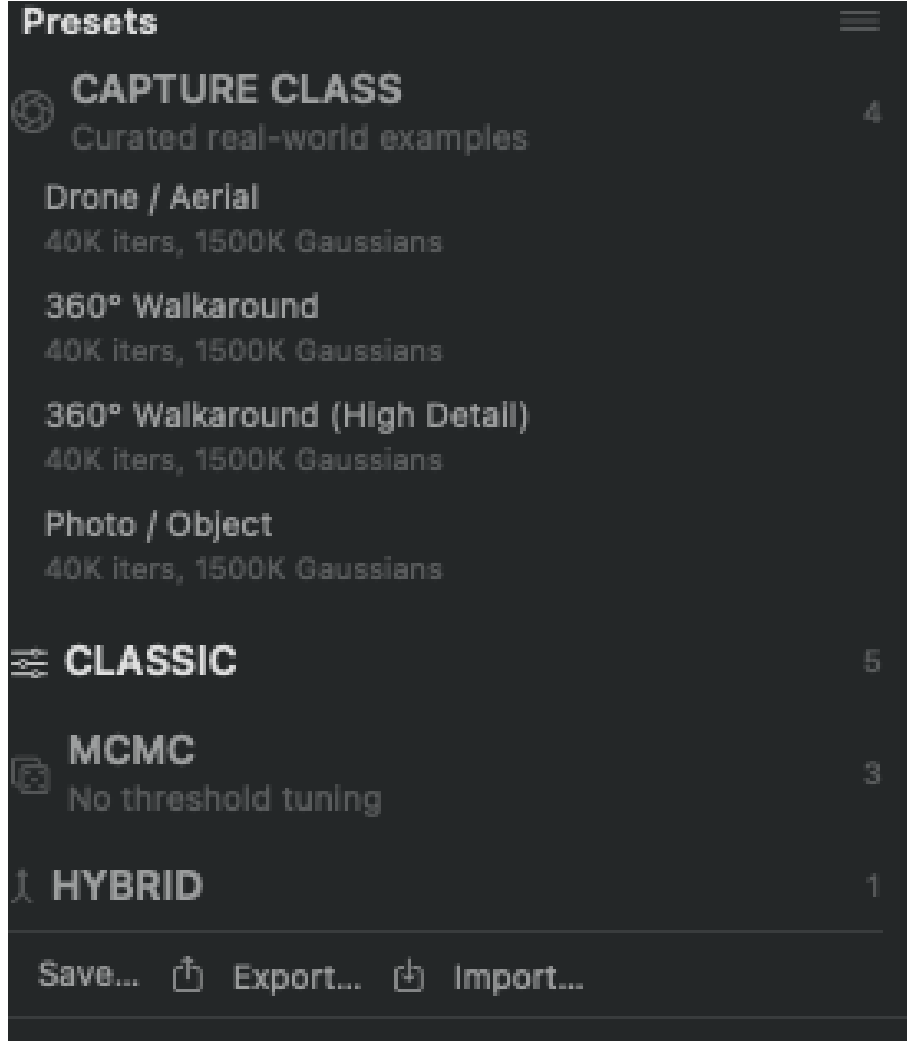 Presets
CAPTURE CLASS
Curated real-world examples
4
Drone / Aerial
40K iters, 1500K Gaussians
360° Walkaround
40K iters, 1500K Gaussians
360° Walkaround (High Detail)
40K iters, 1500K Gaussians
Photo / Object
40K iters, 1500K Gaussians
CLASSIC 5
MCMC
No threshold tuning
3
HYBRID 1
Save... Export... Import...